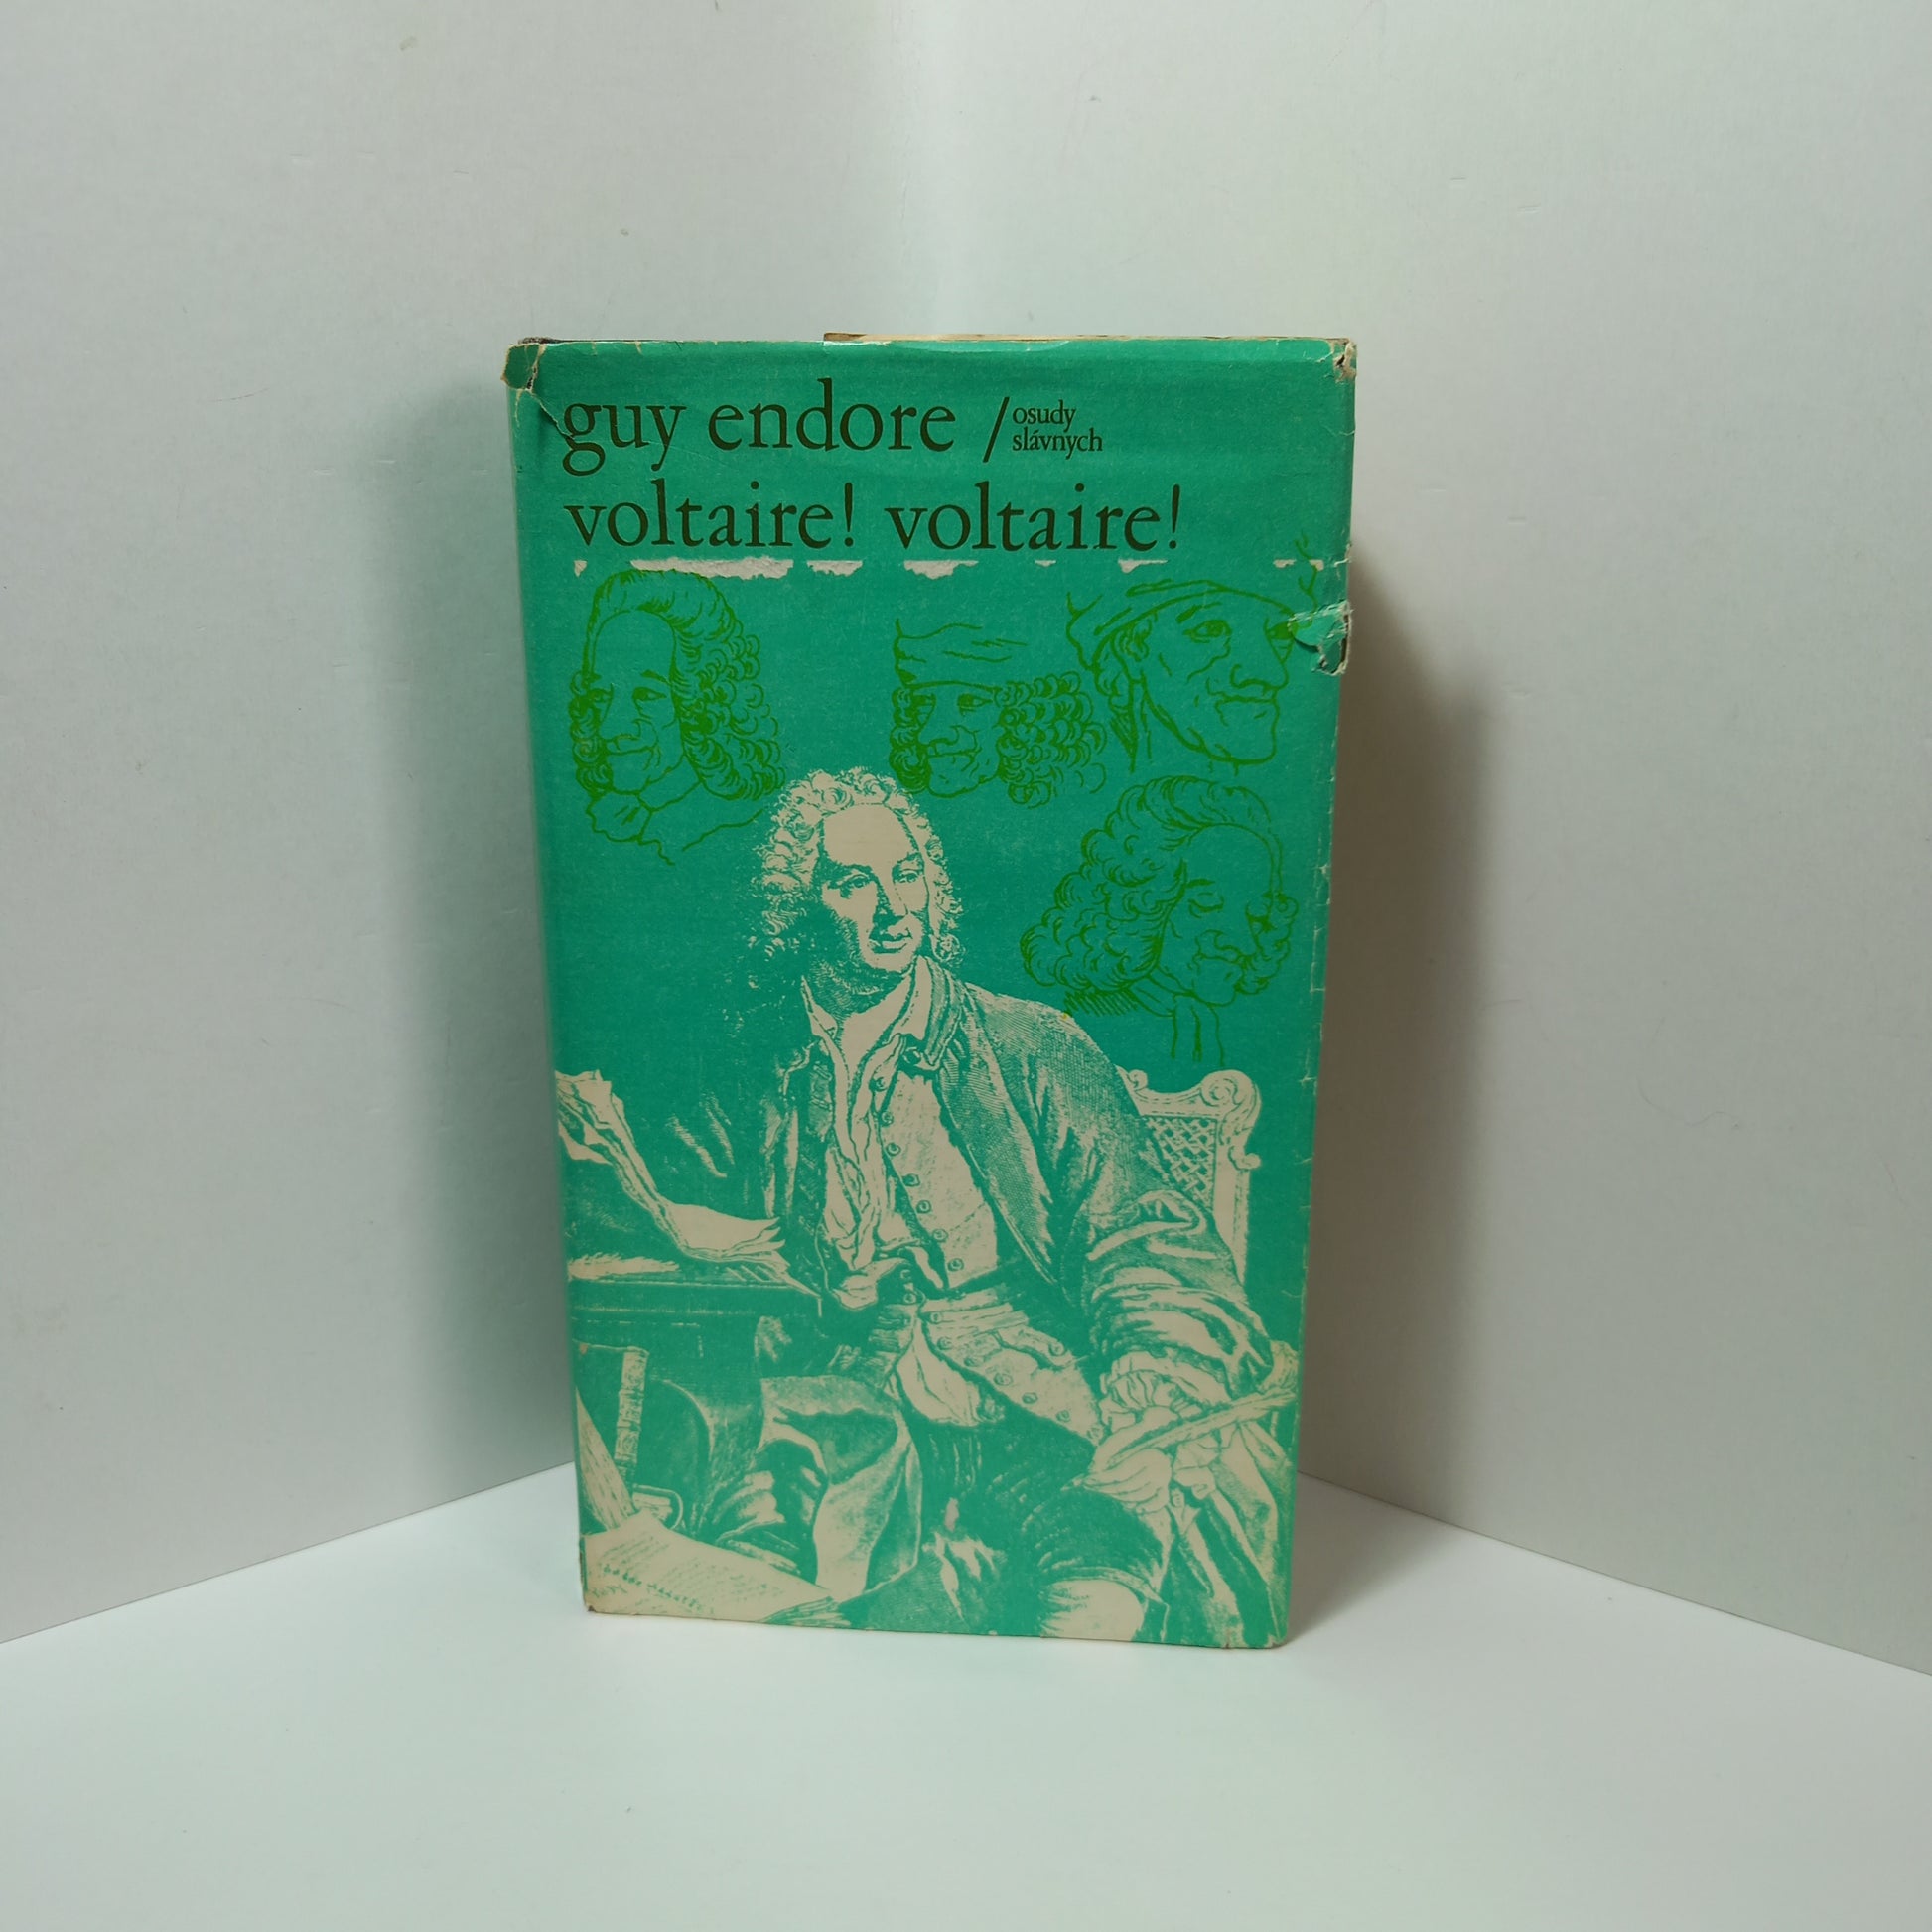 guy endore / osudy
slávnych
voltaire! voltaire!